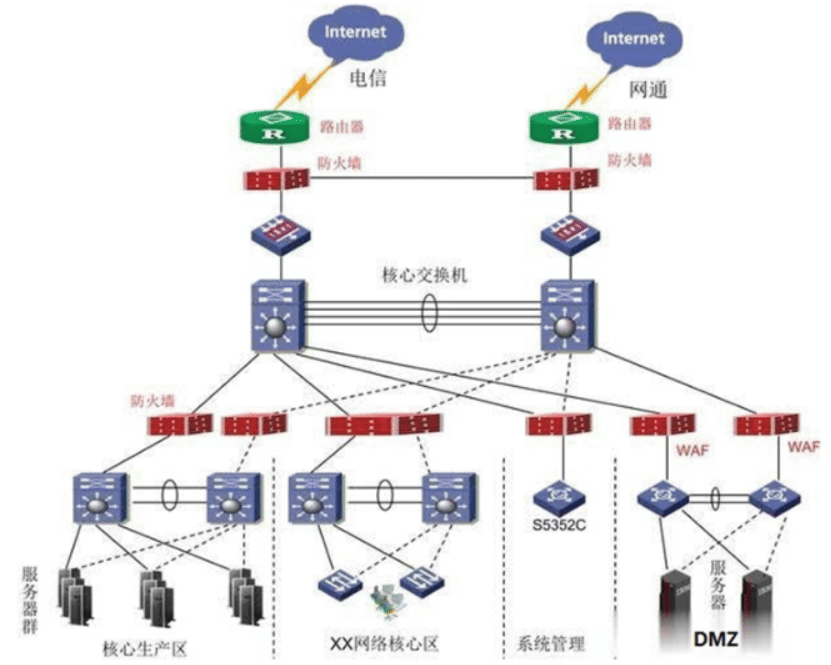 Internet
Internet
电信
网通
路由器
路由器
R
R
防火墙
防火墙
核心交换机
防火墙
WAF
WAF
S5352C
服务器群
服务器
核心生产区
XX网络核心区
系统管理
DMZ